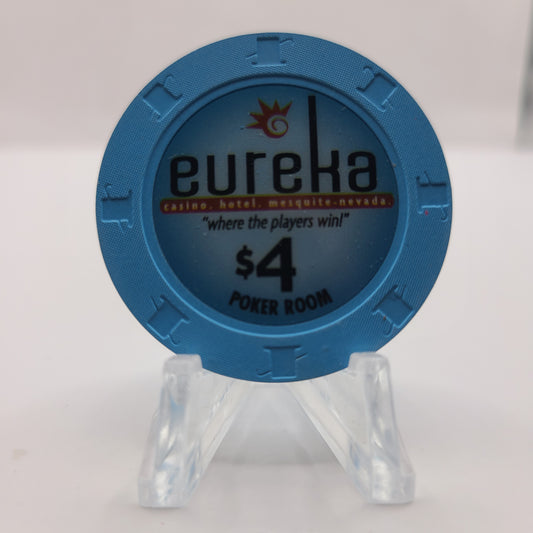 eureka
casino. hotel. mesquite-nevada.
"where the players win!"
$4
POKER ROOM